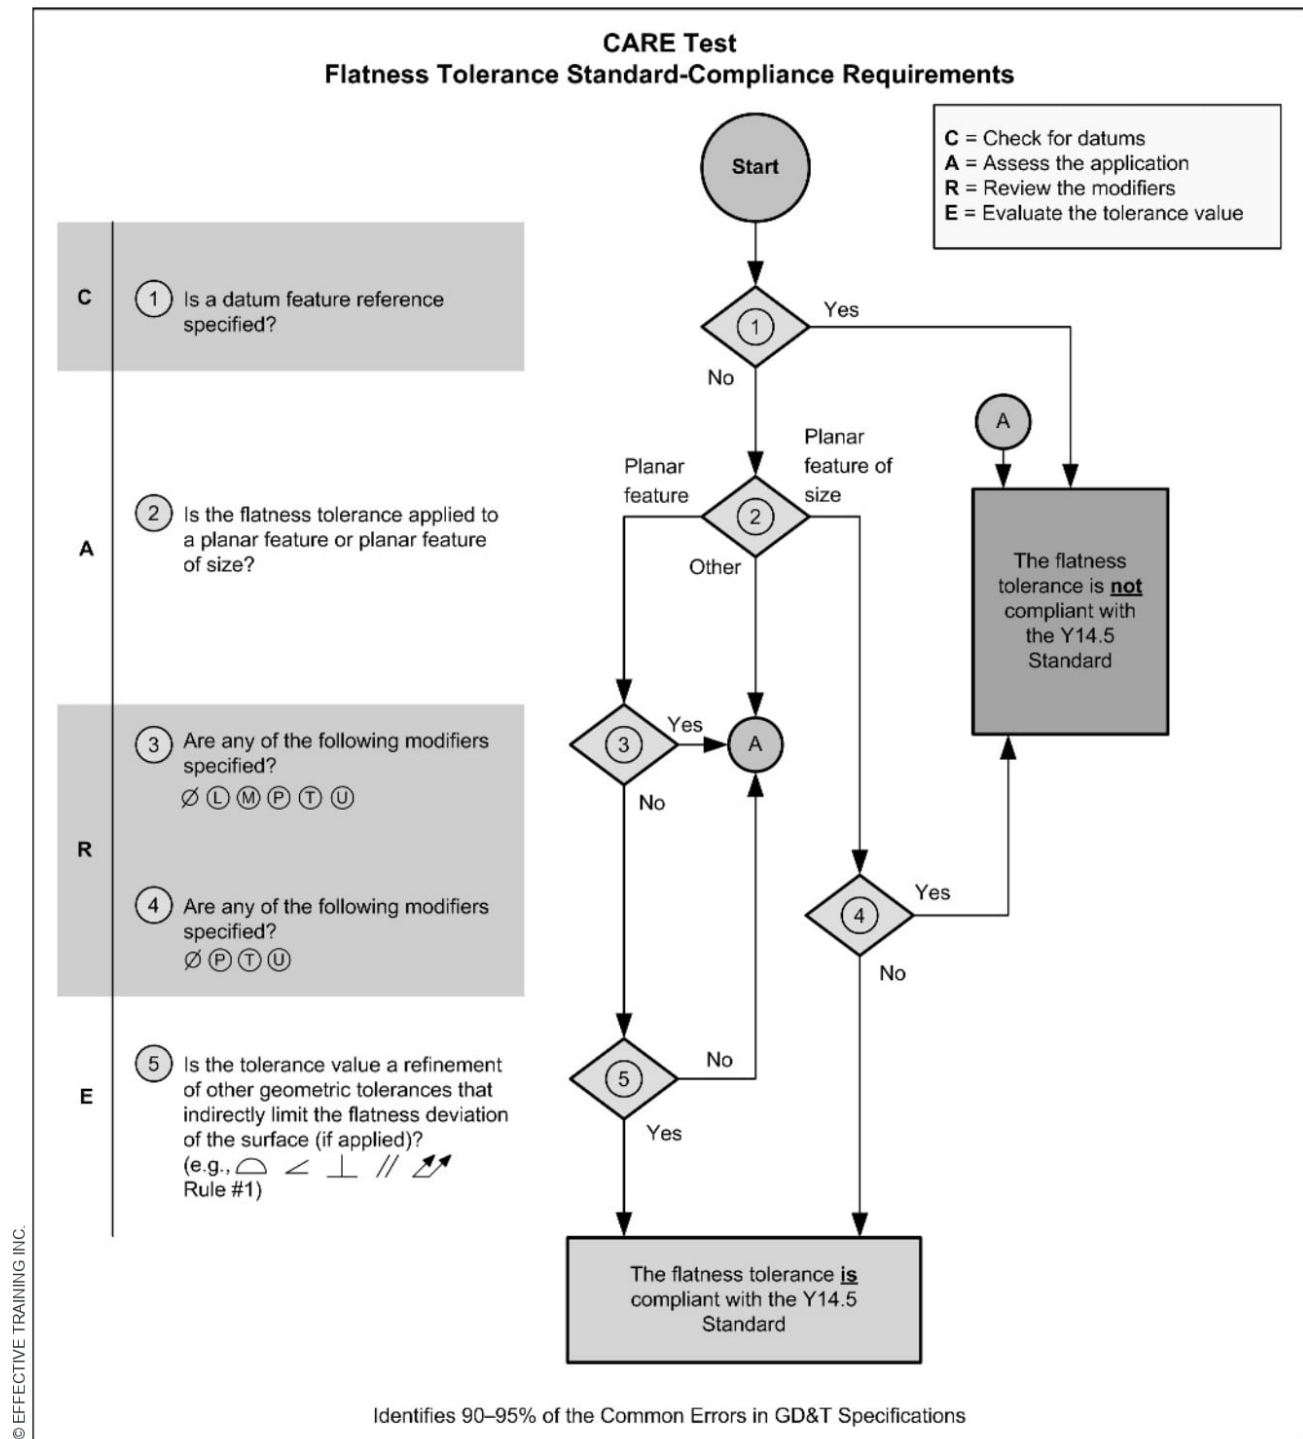 CARE Test
Flatness Tolerance Standard-Compliance Requirements
C = Check for datums
A = Assess the application
R = Review the modifiers
E = Evaluate the tolerance value
Start
C
1 Is a datum feature reference
specified?
1
Yes
No
A
A
2 Is the flatness tolerance applied to
a planar feature or planar feature
of size?
Planar
feature
2
Planar
feature of
size
Other
The flatness
tolerance is not
compliant with
the Y14.5
Standard
R
3 Are any of the following modifiers
specified?
⌀ Ⓛ Ⓜ Ⓟ Ⓣ Ⓤ
4 Are any of the following modifiers
specified?
⌀ Ⓟ Ⓣ Ⓤ
3
Yes
A
No
4
Yes
No
E
5 Is the tolerance value a refinement
of other geometric tolerances that
indirectly limit the flatness deviation
of the surface (if applied)?
(e.g., ⌓ ∠ ⊥ // ⌰
Rule #1)
5
No
Yes
The flatness tolerance is
compliant with the Y14.5
Standard
Identifies 90–95% of the Common Errors in GD&T Specifications
© EFFECTIVE TRAINING INC.